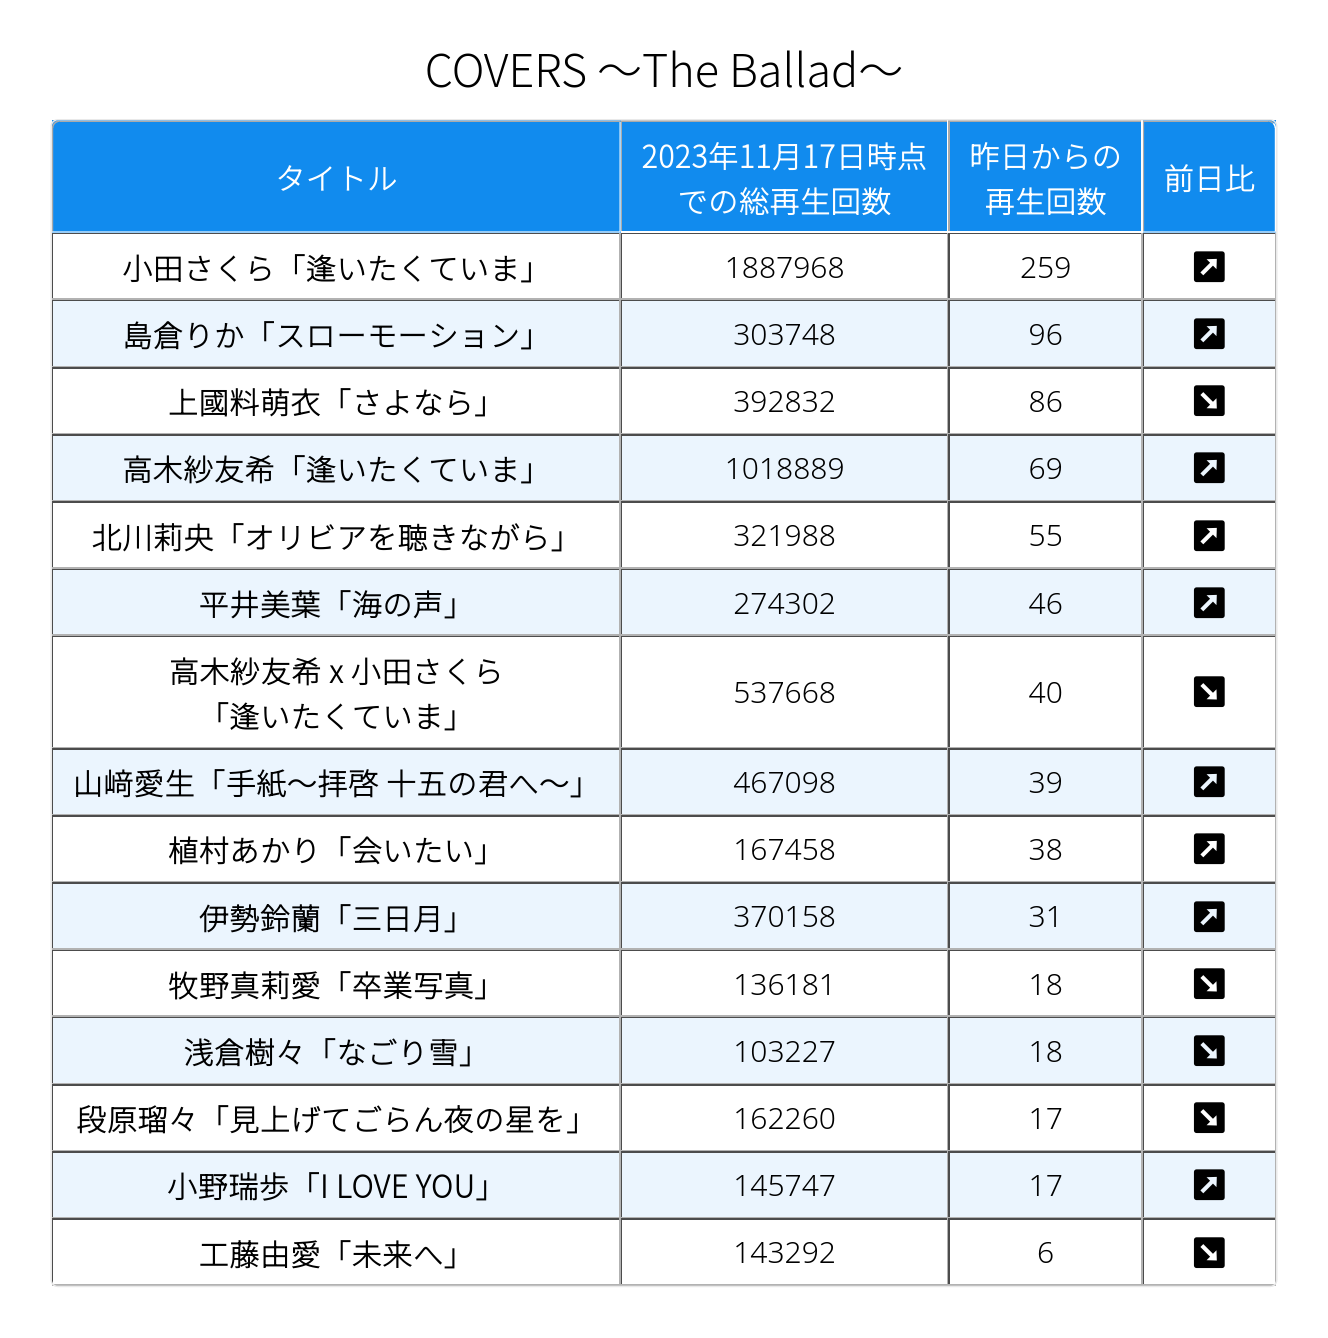 COVERS ～The Ballad～
タイトル
2023年11月17日時点
での総再生回数
昨日からの
再生回数
前日比
小田さくら「逢いたくていま」 1887968 259
島倉りか「スローモーション」 303748 96
上國料萌衣「さよなら」 392832 86
高木紗友希「逢いたくていま」 1018889 69
北川莉央「オリビアを聴きながら」 321988 55
平井美葉「海の声」 274302 46
高木紗友希 x 小田さくら
「逢いたくていま」 537668 40
山﨑愛生「手紙～拝啓 十五の君へ～」 467098 39
植村あかり「会いたい」 167458 38
伊勢鈴蘭「三日月」 370158 31
牧野真莉愛「卒業写真」 136181 18
浅倉樹々「なごり雪」 103227 18
段原瑠々「見上げてごらん夜の星を」 162260 17
小野瑞歩「I LOVE YOU」 145747 17
工藤由愛「未来へ」 143292 6